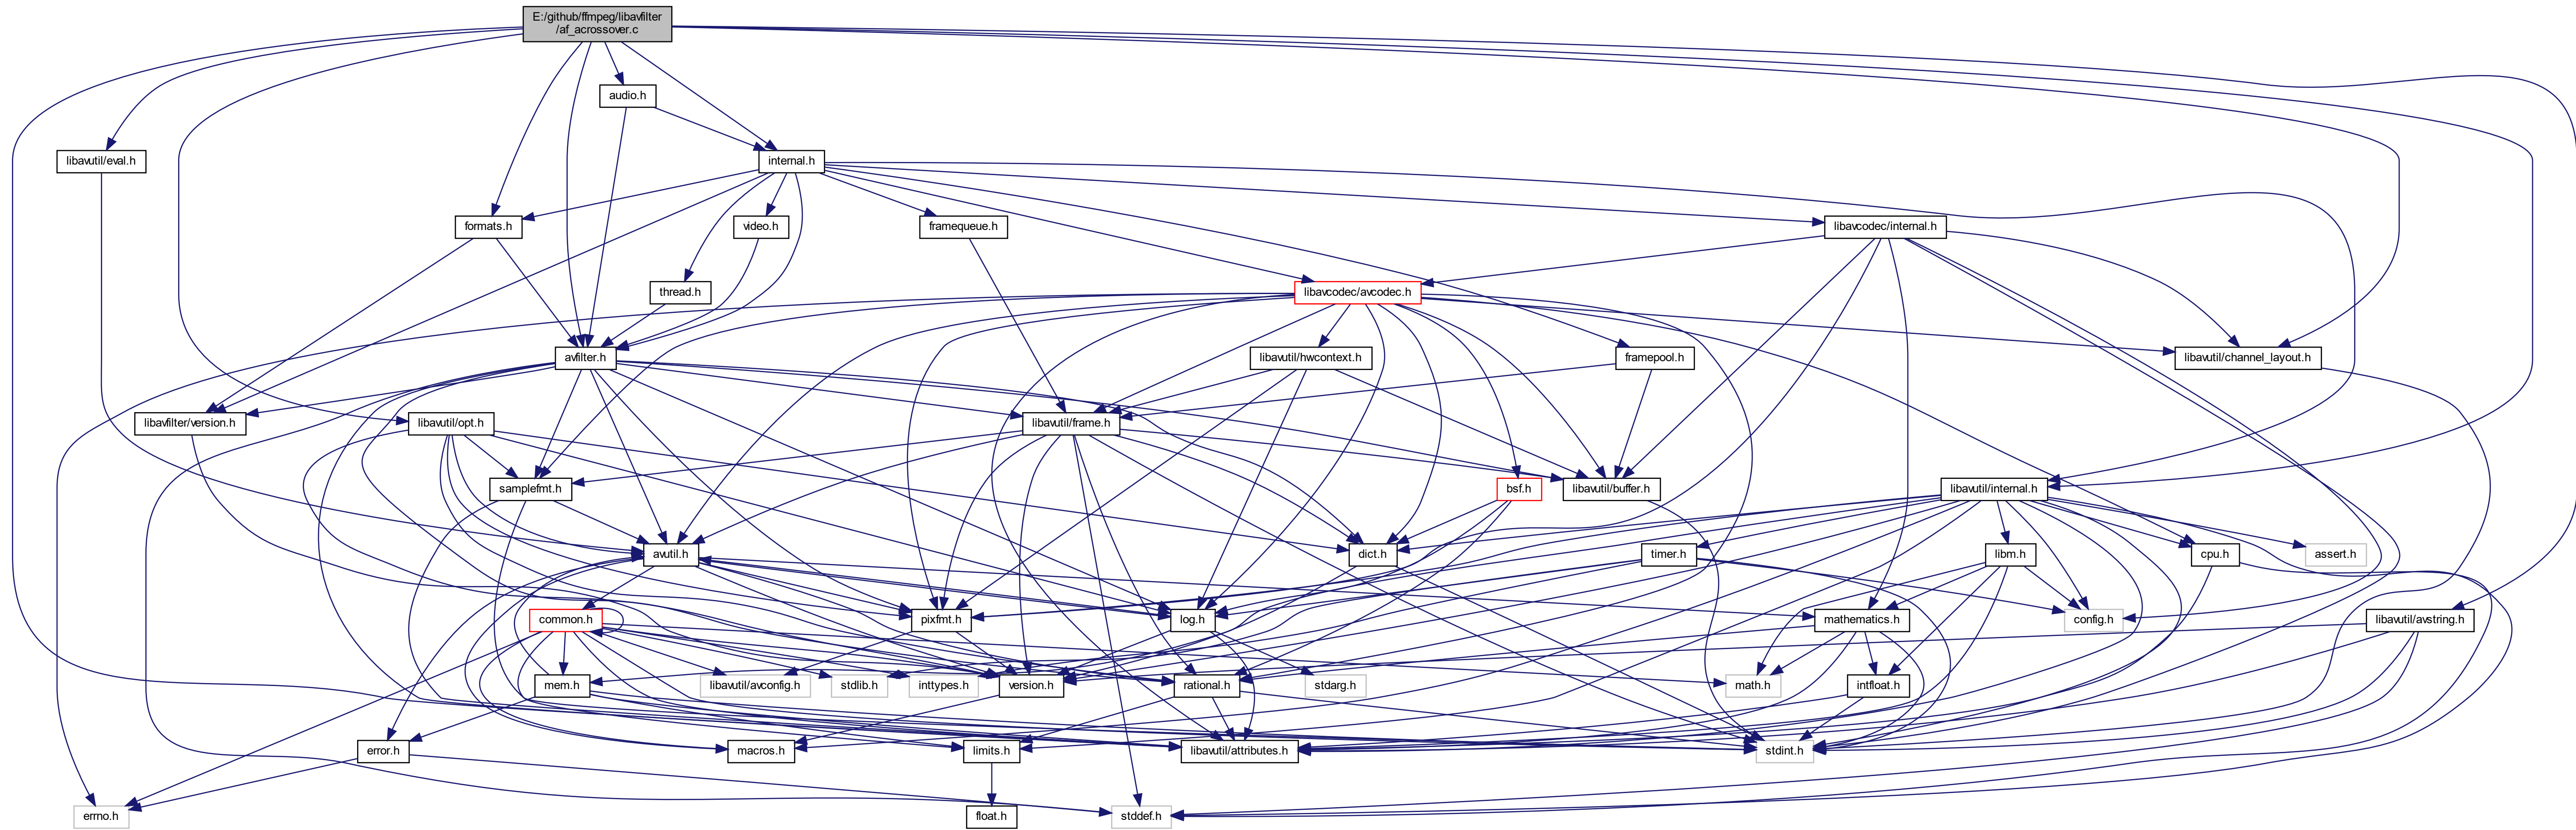 E:/github/ffmpeg/libavfilter
/af_acrossover.c
audio.h
libavutil/eval.h
internal.h
formats.h
video.h
framequeue.h
libavcodec/internal.h
thread.h
libavcodec/avcodec.h
avfilter.h
libavutil/hwcontext.h
framepool.h
libavutil/channel_layout.h
libavfilter/version.h
libavutil/opt.h
libavutil/frame.h
samplefmt.h
bsf.h
libavutil/buffer.h
libavutil/internal.h
avutil.h
dict.h
timer.h
libm.h
cpu.h
assert.h
common.h
pixfmt.h
log.h
mathematics.h
config.h
libavutil/avstring.h
mem.h
libavutil/avconfig.h
stdlib.h
inttypes.h
version.h
rational.h
stdarg.h
math.h
intfloat.h
error.h
macros.h
limits.h
libavutil/attributes.h
stdint.h
errno.h
float.h
stddef.h